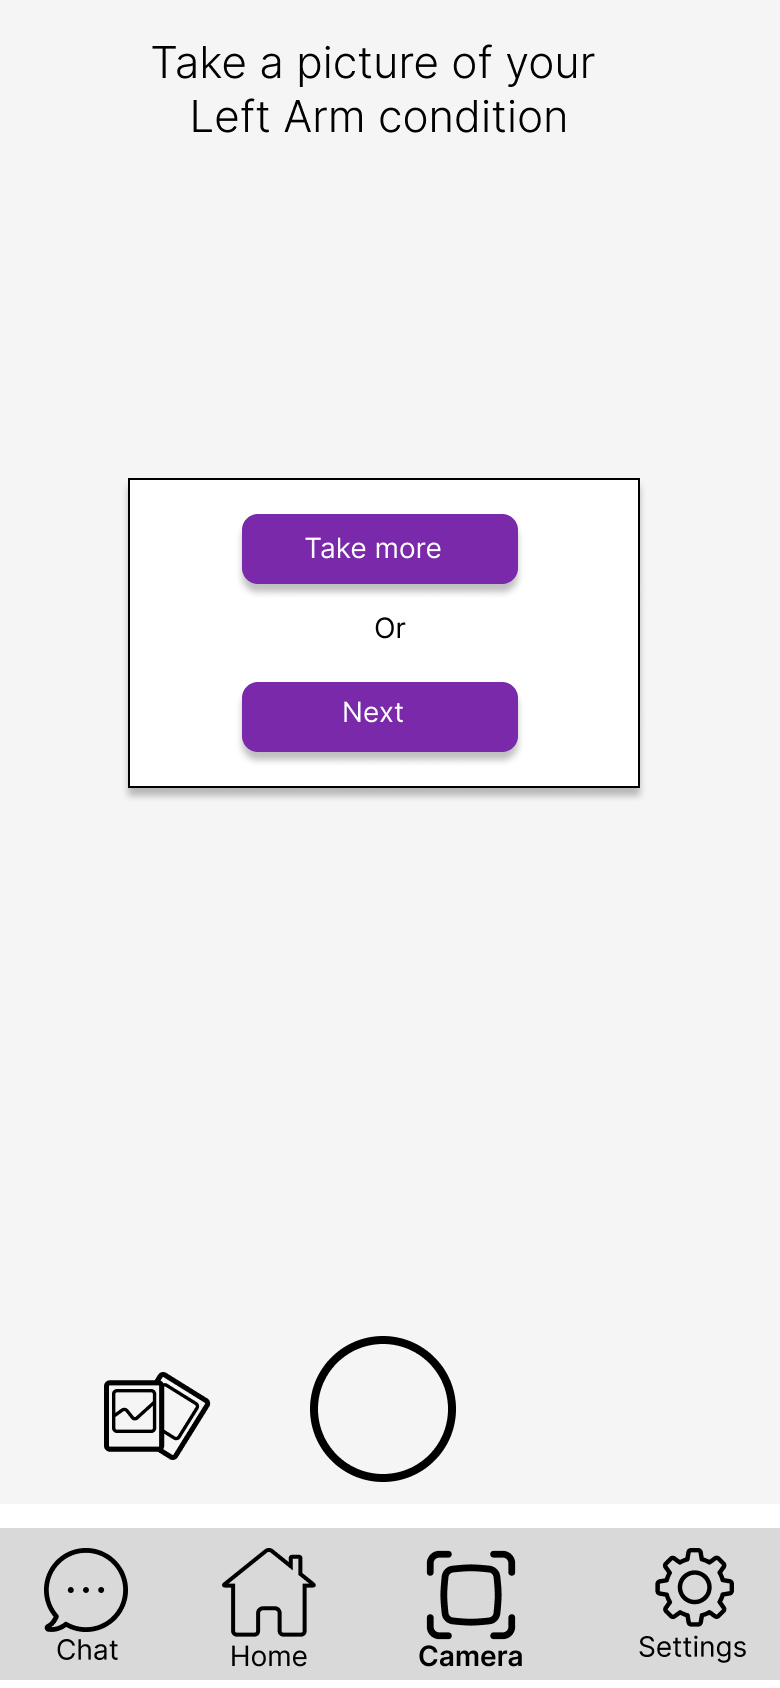 Take a picture of your
Left Arm condition
Take more
Or
Next
Chat
Home
Camera
Settings